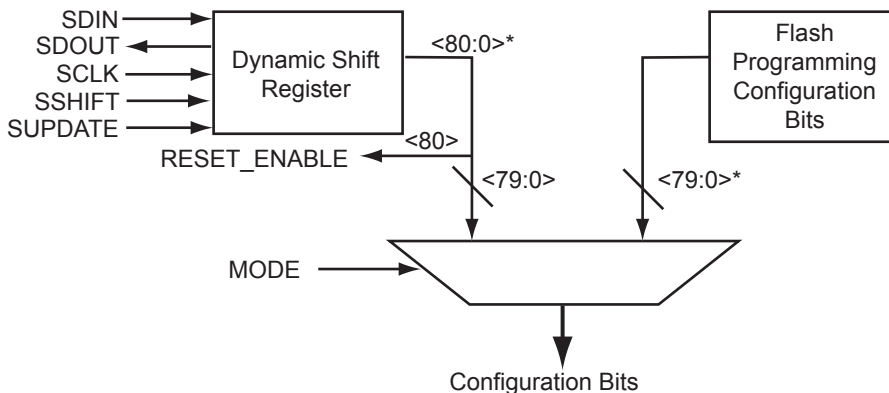 SDIN
SDOUT
SCLK
SSHIFT
SUPDATE
Dynamic Shift
Register
<80:0>*
Flash
Programming
Configuration
Bits
<80>
RESET_ENABLE
<79:0>
<79:0>*
MODE
Configuration Bits